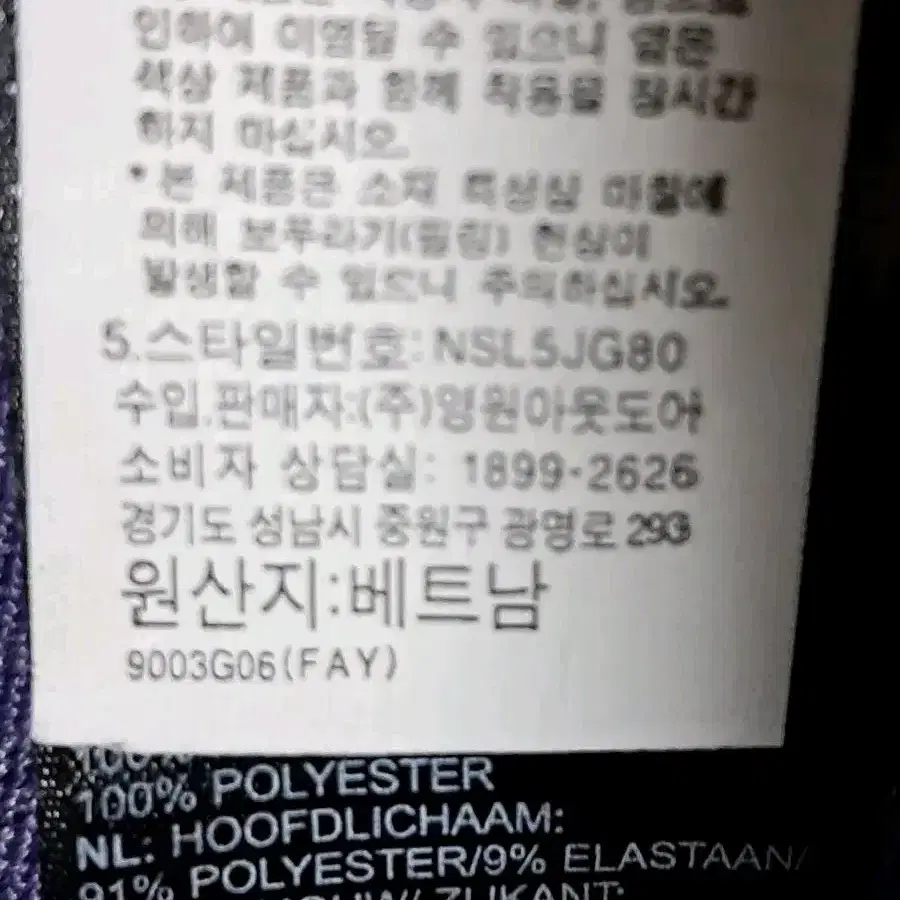 인하여 이염될 수 있으니 옅은
색상 제품과 함께 착용을 장시간
하지 마십시오.
* 본 제품은 소재 특성상 마찰에
의해 보푸라기(필링) 현상이
발생할 수 있으니 주의하십시오.
5.스타일번호:NSL5JG80
수입.판매자:(주)영원아웃도어
소비자 상담실: 1899-2626
경기도 성남시 중원구 광명로 293
원산지:베트남
9003G06(FAY)
100%
100% POLYESTER
NL: HOOFDLICHAAM:
91% POLYESTER/9% ELASTAAN/
ZIJKANT: